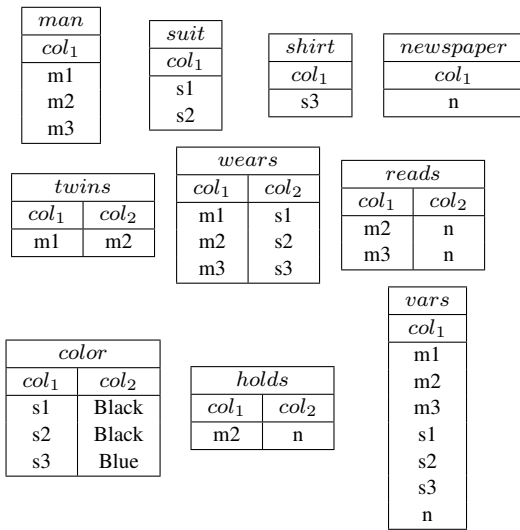 man
col₁
m1
m2
m3
suit
col₁
s1
s2
shirt
col₁
s3
newspaper
col₁
n
twins
col₁ col₂
m1 m2
wears
col₁ col₂
m1 s1
m2 s2
m3 s3
reads
col₁ col₂
m2 n
m3 n
color
col₁ col₂
s1 Black
s2 Black
s3 Blue
holds
col₁ col₂
m2 n
vars
col₁
m1
m2
m3
s1
s2
s3
n